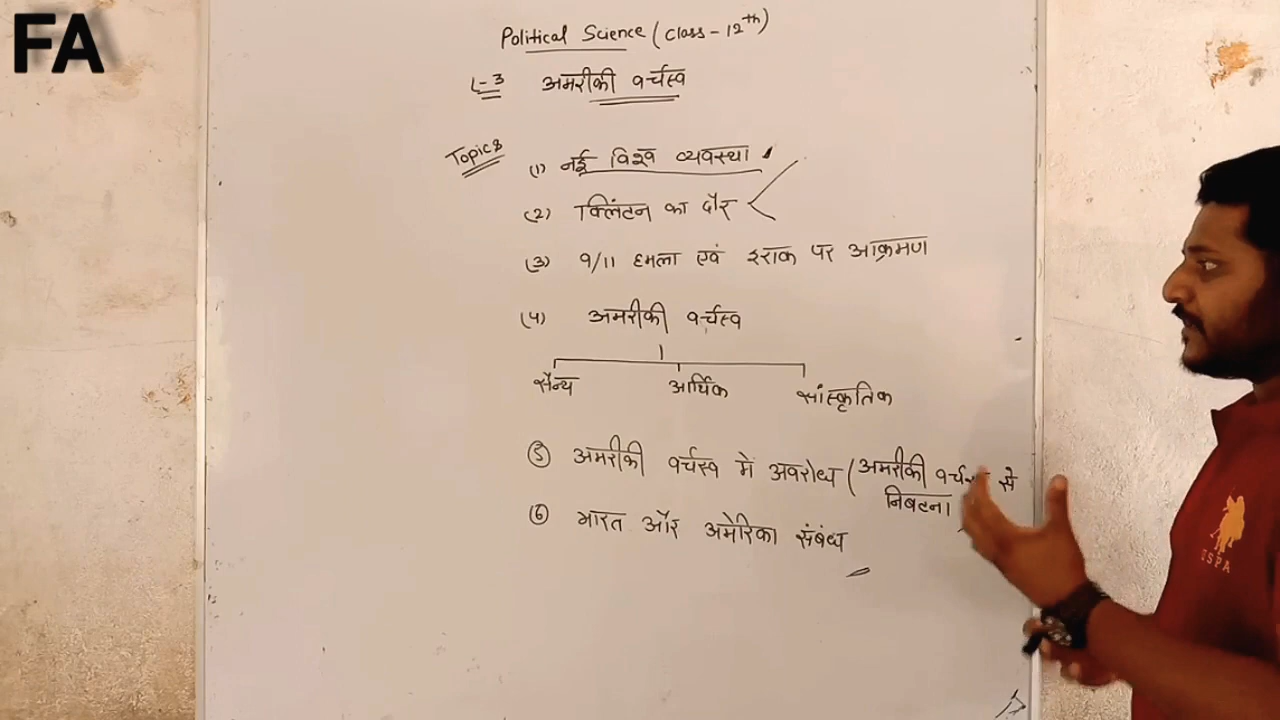 FA
Political Science (Class-12th)
L-3 अमरीकी वर्चस्व
Topics
(1) नई विश्व व्यवस्था
(2) क्लिंटन का दौर
(3) 9/11 हमला एवं इराक पर आक्रमण
(4) अमरीकी वर्चस्व
सैन्य आर्थिक सांस्कृतिक
(5) अमरीकी वर्चस्व में अवरोध (अमरीकी वर्चस्व से
निबटना
(6) भारत और अमेरिका संबंध
USPA